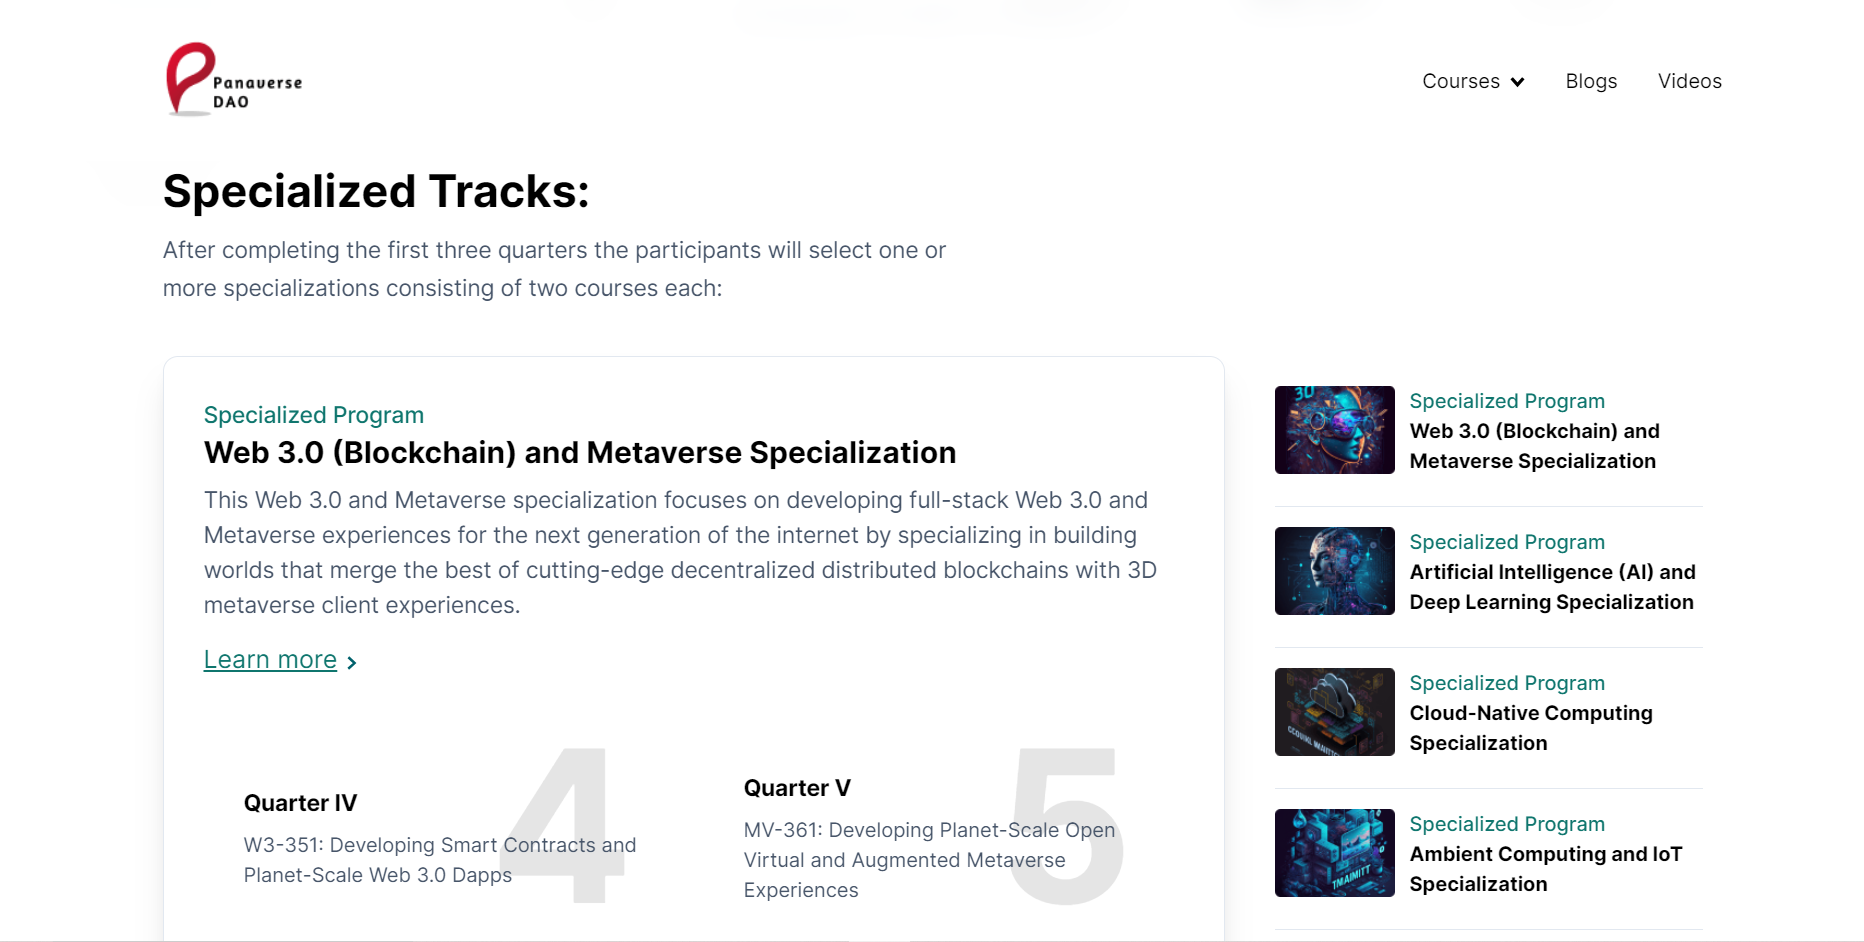 Panaverse
DAO
Courses
Blogs
Videos
Specialized Tracks:
After completing the first three quarters the participants will select one or
more specializations consisting of two courses each:
Specialized Program
Web 3.0 (Blockchain) and Metaverse Specialization
This Web 3.0 and Metaverse specialization focuses on developing full-stack Web 3.0 and
Metaverse experiences for the next generation of the internet by specializing in building
worlds that merge the best of cutting-edge decentralized distributed blockchains with 3D
metaverse client experiences.
Learn more
4
Quarter IV
W3-351: Developing Smart Contracts and
Planet-Scale Web 3.0 Dapps
5
Quarter V
MV-361: Developing Planet-Scale Open
Virtual and Augmented Metaverse
Experiences
3D
Specialized Program
Web 3.0 (Blockchain) and
Metaverse Specialization
Specialized Program
Artificial Intelligence (AI) and
Deep Learning Specialization
Specialized Program
Cloud-Native Computing
Specialization
Specialized Program
Ambient Computing and IoT
Specialization